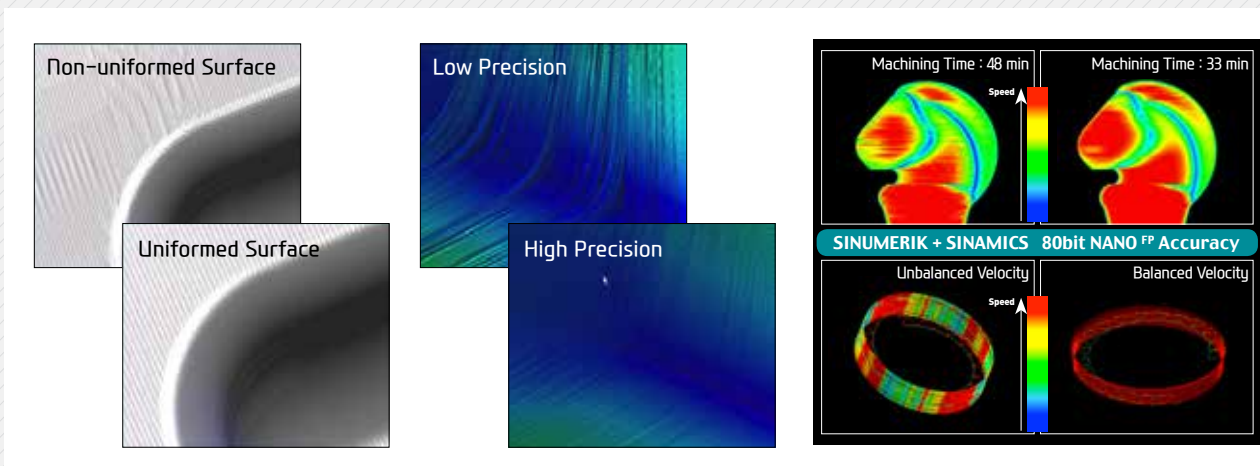 Non-uniformed Surface
Uniformed Surface
Low Precision
High Precision
Machining Time : 48 min
Speed
Machining Time : 33 min
SINUMERIK + SINAMICS 80bit NANO FP Accuracy
Unbalanced Velocity
Speed
Balanced Velocity